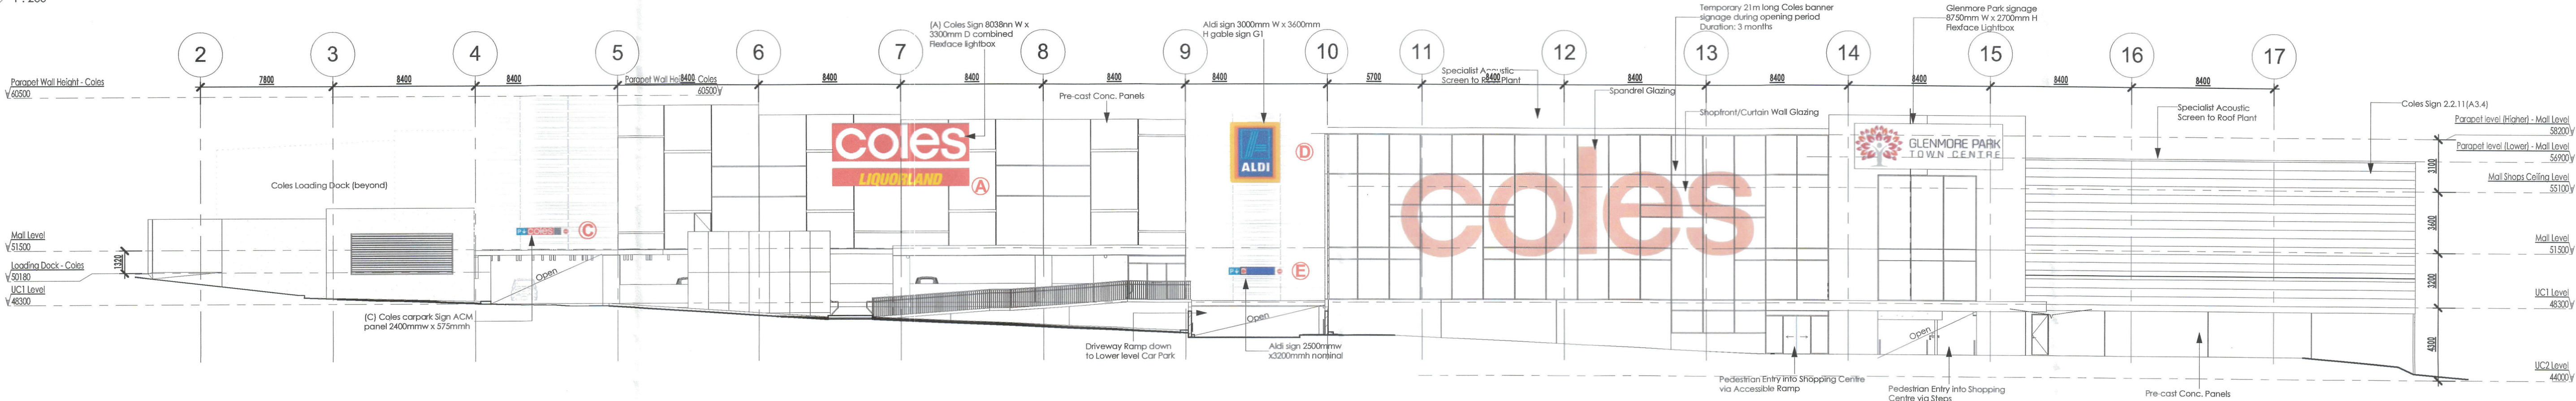 (A) Coles Sign 8038nn W x
3300mm D combined
Flexface lightbox
Aldi sign 3000mm W x 3600mm
H gable sign G1
Temporary 21m long Coles banner
signage during opening period
Duration: 3 months
Glenmore Park signage
8750mm W x 2700mm H
Flexface Lightbox
2
3
4
5
6
7
8
9
10
11
12
13
14
15
16
17
7800
8400
8400
8400
8400
8400
8400
8400
5700
8400
8400
8400
8400
8400
8400
Parapet Wall Height - Coles
60500
Parapet Wall Height - Coles
60500
Specialist Acoustic
Screen to Roof Plant
Spandrel Glazing
Pre-cast Conc. Panels
Shopfront/Curtain Wall Glazing
Specialist Acoustic
Screen to Roof Plant
Coles Sign 2.2.11(A3.4)
Parapet level (Higher) - Mall Level
58200
Parapet level (Lower) - Mall Level
56900
Mall Shops Ceiling Level
55100
Mall Level
51500
UC1 Level
48300
UC2 Level
44000
3100
3600
3200
4300
coles
LIQUORLAND
A
ALDI
D
coles
GLENMORE PARK
TOWN CENTRE
Coles Loading Dock (beyond)
P
coles
C
P
E
Mall Level
51500
Loading Dock - Coles
50180
UC1 Level
48300
1320
Open
Open
Open
(C) Coles carpark Sign ACM
panel 2400mmw x 575mmh
Driveway Ramp down
to Lower level Car Park
Aldi sign 2500mmw
x3200mmh nominal
Pedestrian Entry into Shopping Centre
via Accessible Ramp
Pedestrian Entry into Shopping
Centre via Steps
Pre-cast Conc. Panels